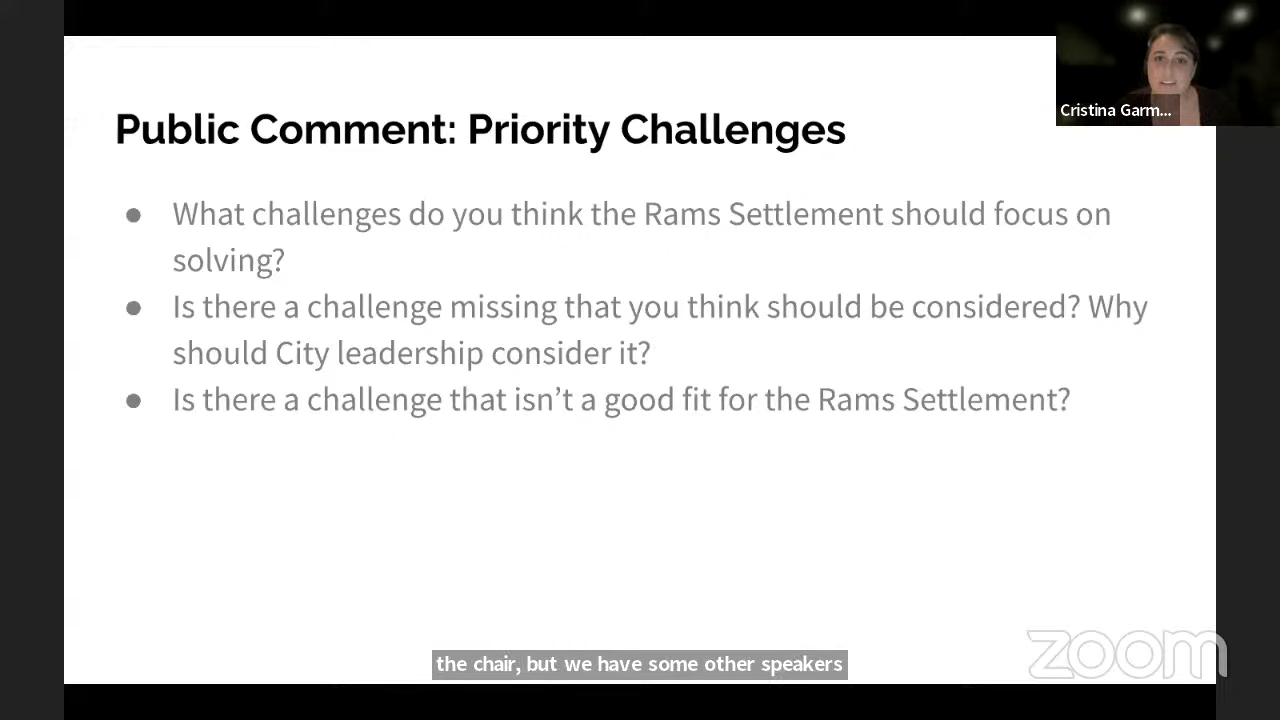 Cristina Garm...
Public Comment: Priority Challenges
● What challenges do you think the Rams Settlement should focus on
solving?
● Is there a challenge missing that you think should be considered? Why
should City leadership consider it?
● Is there a challenge that isn’t a good fit for the Rams Settlement?
the chair, but we have some other speakers
zoom